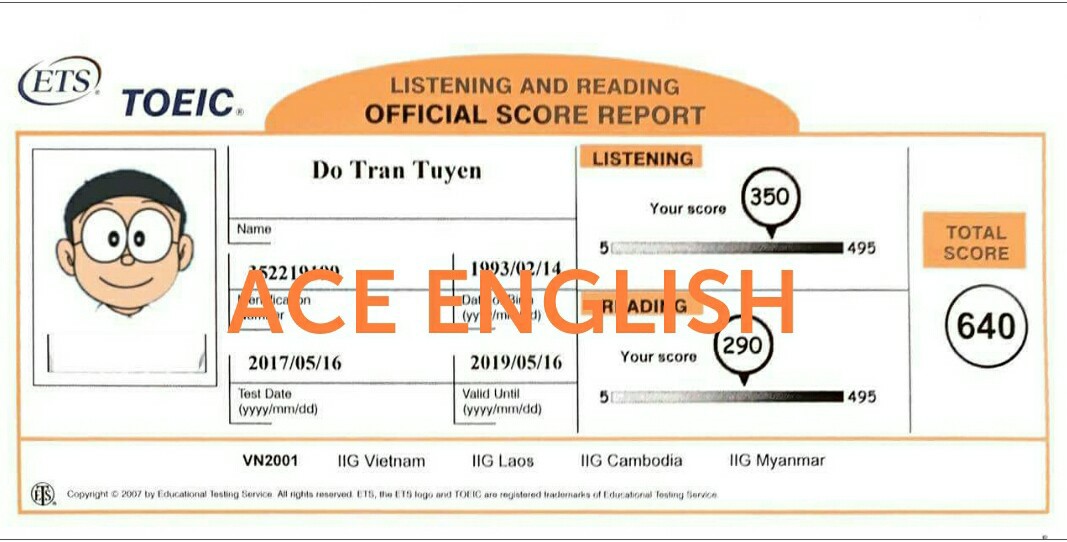 ETS
TOEIC®
LISTENING AND READING
OFFICIAL SCORE REPORT
Do Tran Tuyen
Name
1993/02/14
Identification
Number
Date of Birth
(yyyy/mm/dd)
2017/05/16
2019/05/16
Test Date
(yyyy/mm/dd)
Valid Until
(yyyy/mm/dd)
LISTENING
Your score
350
5
495
READING
Your score
290
5
495
TOTAL
SCORE
640
ACE ENGLISH
VN2001 IIG Vietnam IIG Laos IIG Cambodia IIG Myanmar
ETS®
Copyright © 2007 by Educational Testing Service. All rights reserved. ETS, the ETS logo and TOEIC are registered trademarks of Educational Testing Service.